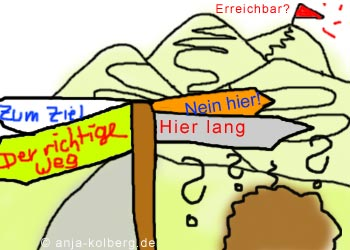 Erreichbar?
Zum Ziel
Nein hier!
Hier lang
Der richtige
Weg
© anja-kolberg.de